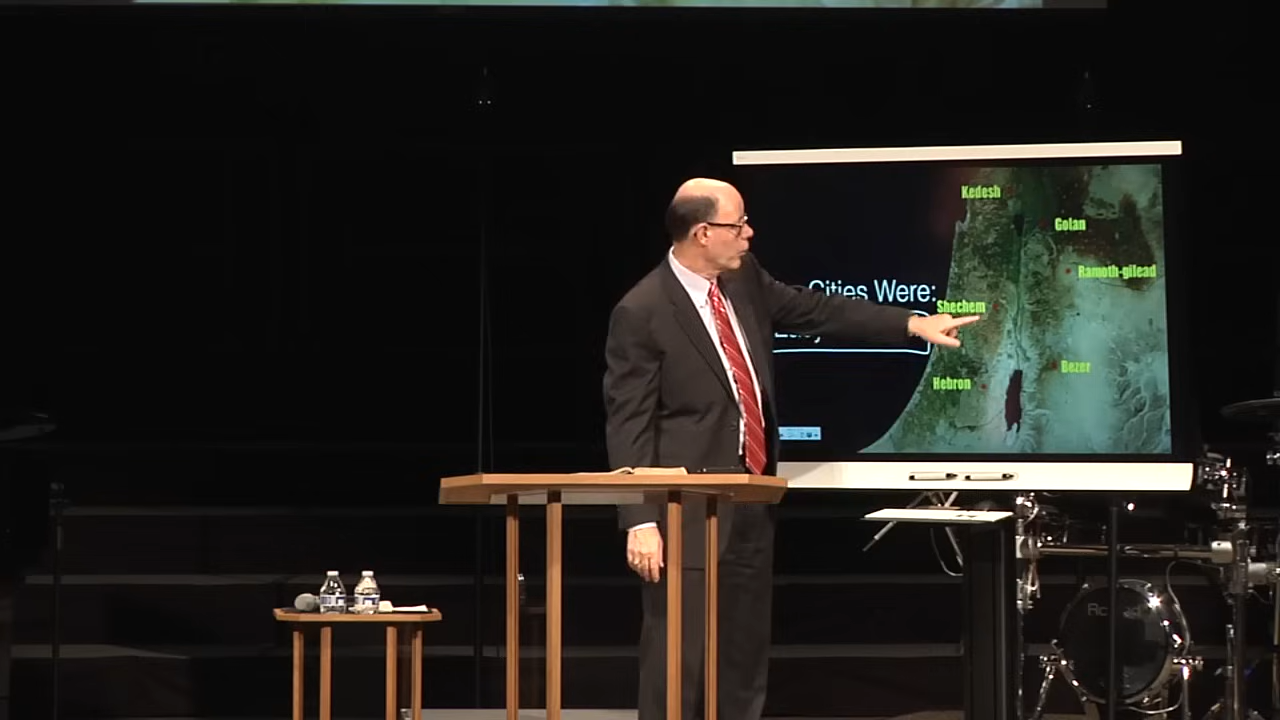 Kedesh
Golan
Ramoth-gilead
Cities Were:
Shechem
Bezer
Hebron